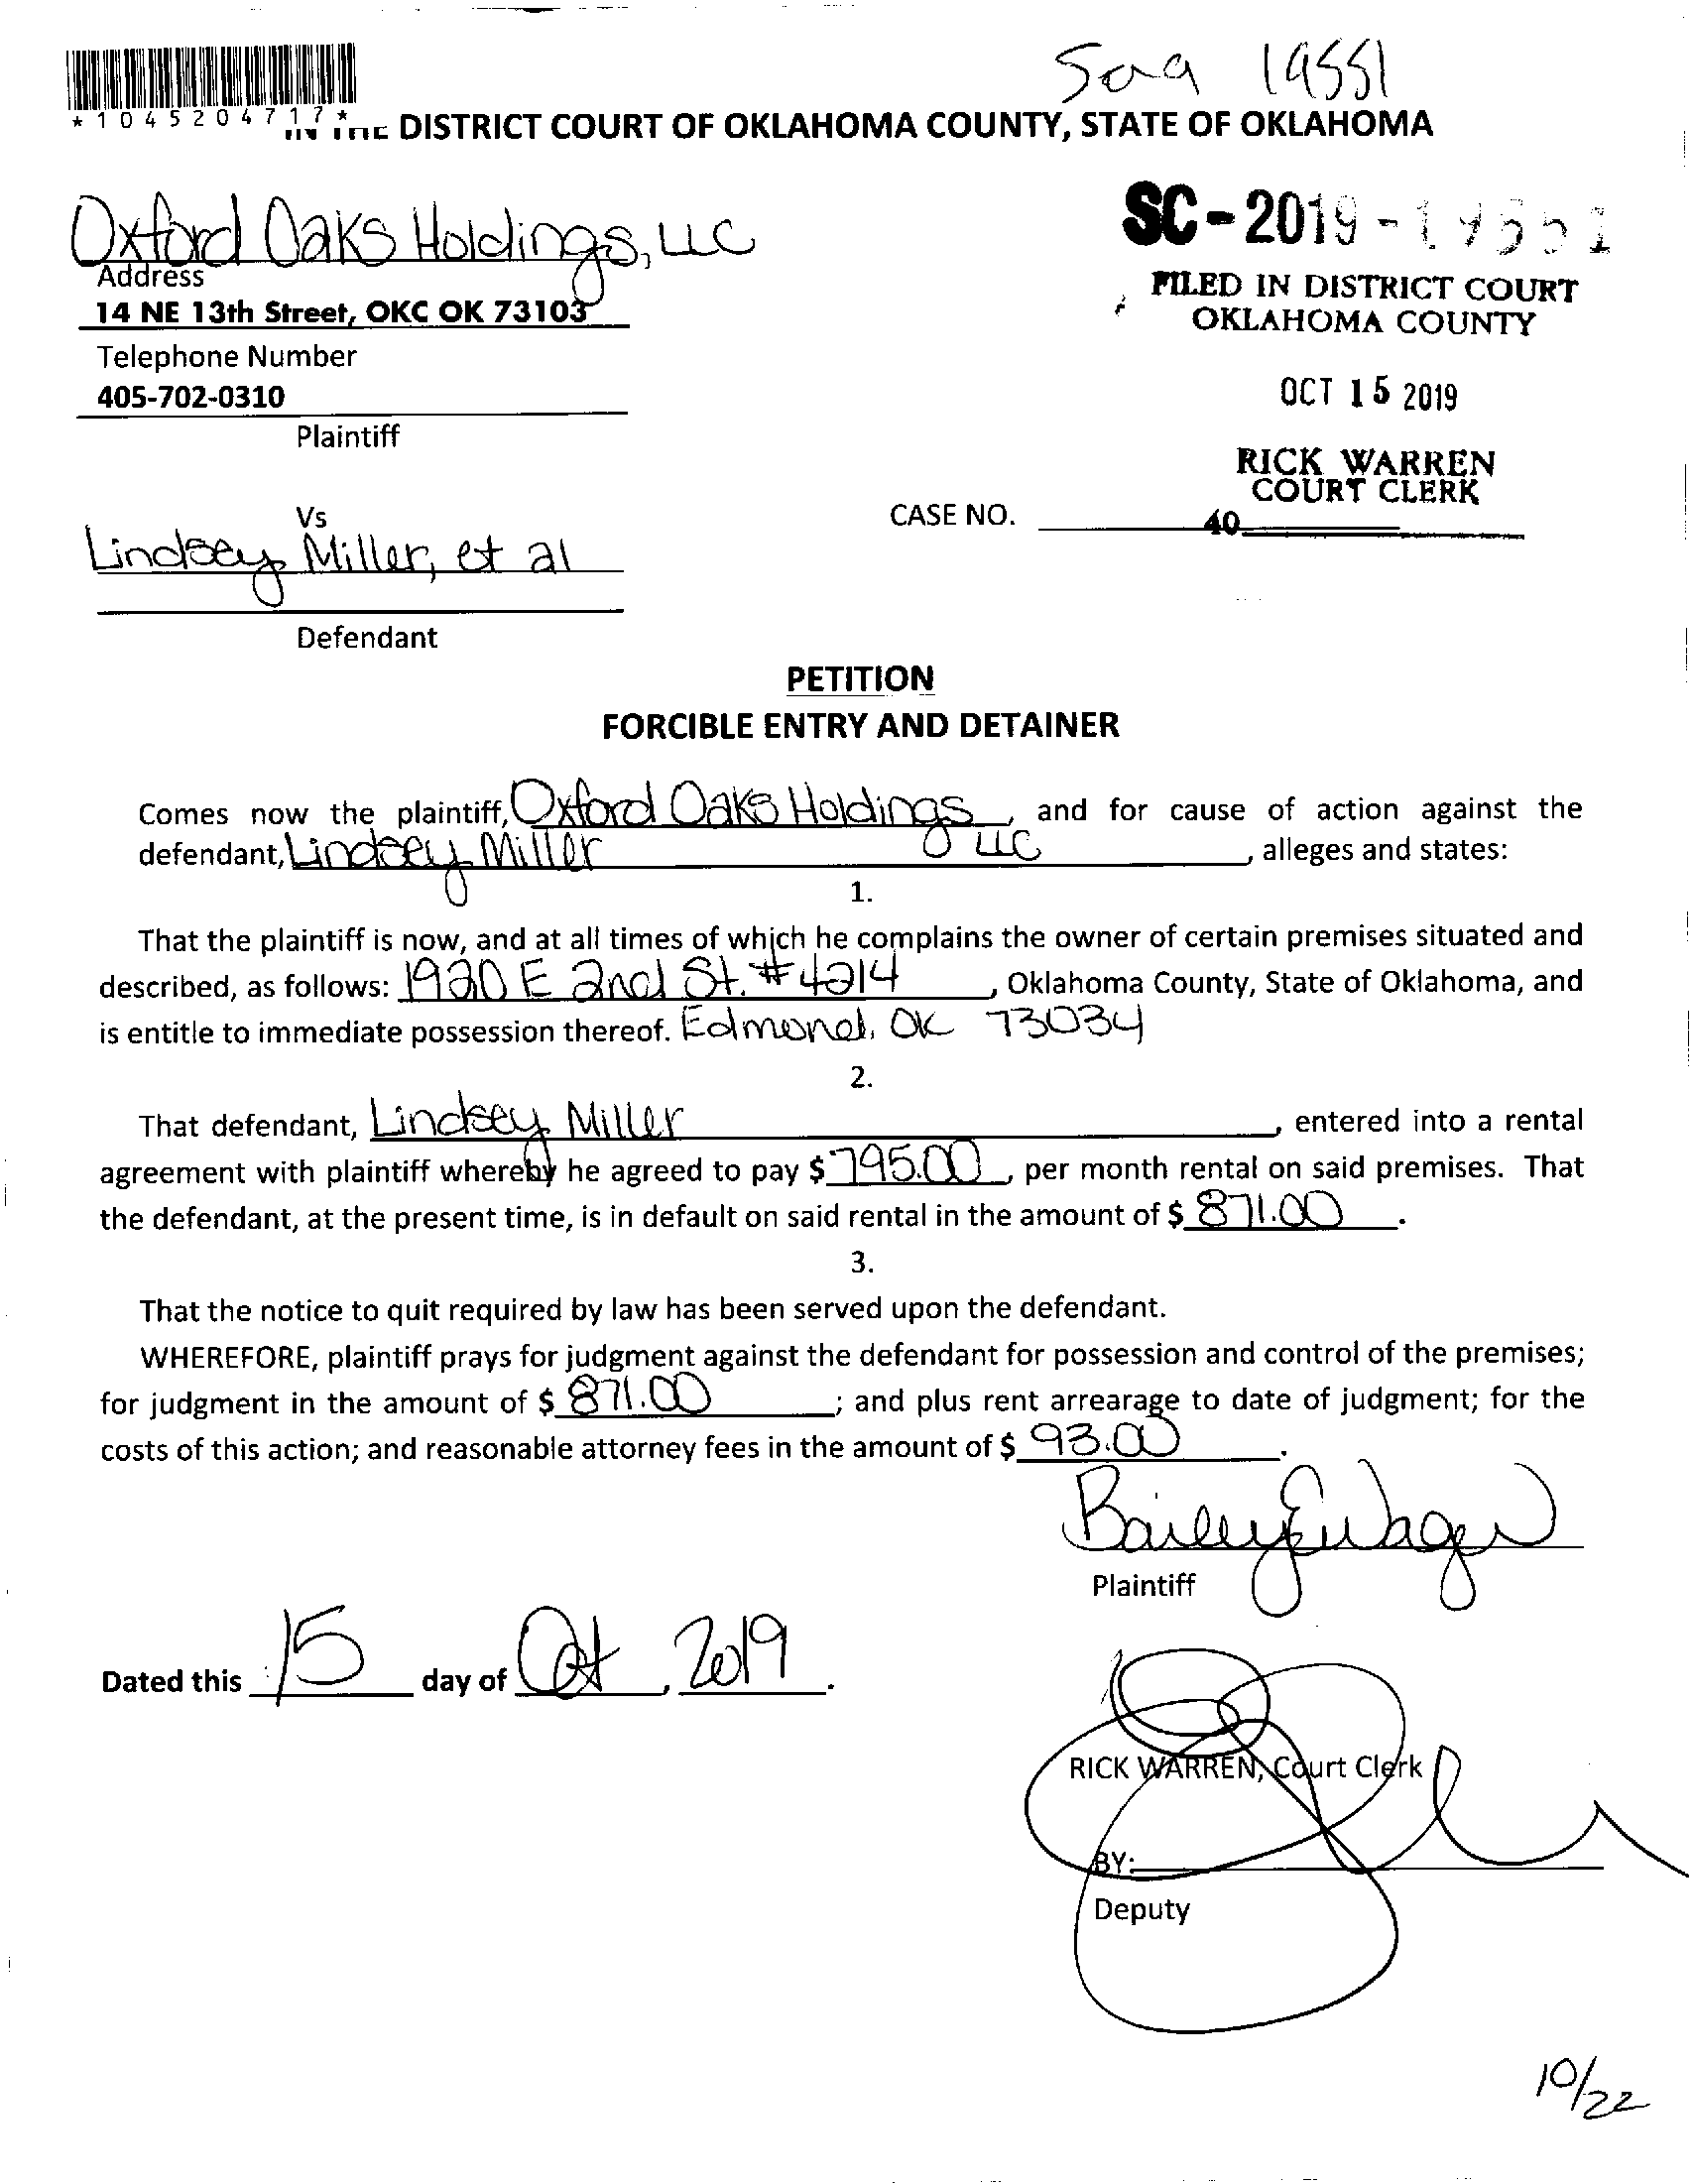 19551
*1045204717*
IN THE DISTRICT COURT OF OKLAHOMA COUNTY, STATE OF OKLAHOMA
Oxford Oaks Holdings, LLC
SC-2019-19551
Address
14 NE 13th Street, OKC OK 73103
FILED IN DISTRICT COURT
OKLAHOMA COUNTY
Telephone Number
405-702-0310
OCT 15 2019
Plaintiff
RICK WARREN
COURT CLERK
Vs
CASE NO.
40
Lindsey Miller, et al
Defendant
PETITION
FORCIBLE ENTRY AND DETAINER
Comes now the plaintiff, Oxford Oaks Holdings, and for cause of action against the
LLC
defendant, Lindsey Miller, alleges and states:
1.
That the plaintiff is now, and at all times of which he complains the owner of certain premises situated and
described, as follows: 1920 E 2nd St. #4214, Oklahoma County, State of Oklahoma, and
is entitle to immediate possession thereof. Edmond, OK 73034
2.
That defendant, Lindsey Miller, entered into a rental
agreement with plaintiff whereby he agreed to pay $ 795.00, per month rental on said premises. That
the defendant, at the present time, is in default on said rental in the amount of $ 871.00.
3.
That the notice to quit required by law has been served upon the defendant.
WHEREFORE, plaintiff prays for judgment against the defendant for possession and control of the premises;
for judgment in the amount of $ 871.00; and plus rent arrearage to date of judgment; for the
costs of this action; and reasonable attorney fees in the amount of $ 93.00.
Plaintiff
Dated this 15 day of Oct, 2019.
RICK WARREN, Court Clerk
BY:
Deputy
10/22